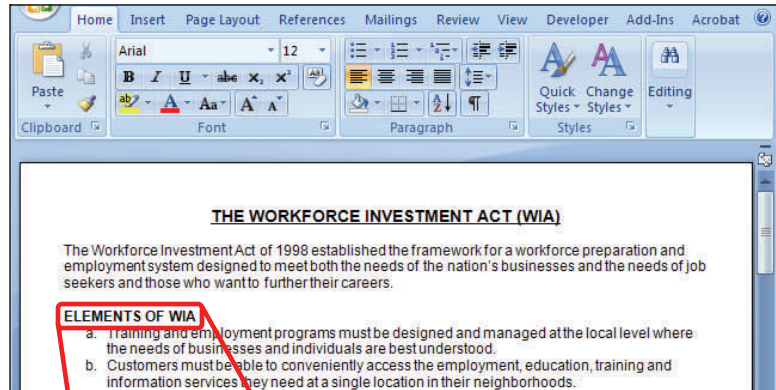 Home Insert Page Layout References Mailings Review View Developer Add-Ins Acrobat
Arial 12
Paste
B I U abe x₂ x² Aa
ab A Aa A A
Quick Styles Change Styles Editing
Clipboard Font Paragraph Styles
THE WORKFORCE INVESTMENT ACT (WIA)
The Workforce Investment Act of 1998 established the framework for a workforce preparation and
employment system designed to meet both the needs of the nation's businesses and the needs of job
seekers and those who want to further their careers.
ELEMENTS OF WIA
a. Training and employment programs must be designed and managed at the local level where
the needs of businesses and individuals are best understood.
b. Customers must be able to conveniently access the employment, education, training and
information services they need at a single location in their neighborhoods.